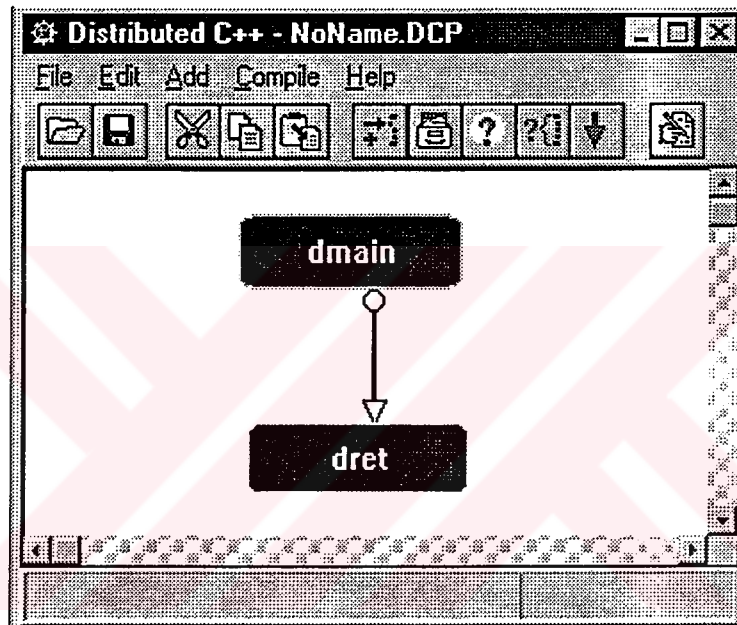 Distributed C++ - NoName.DCP
File Edit Add Compile Help
dmain
dret